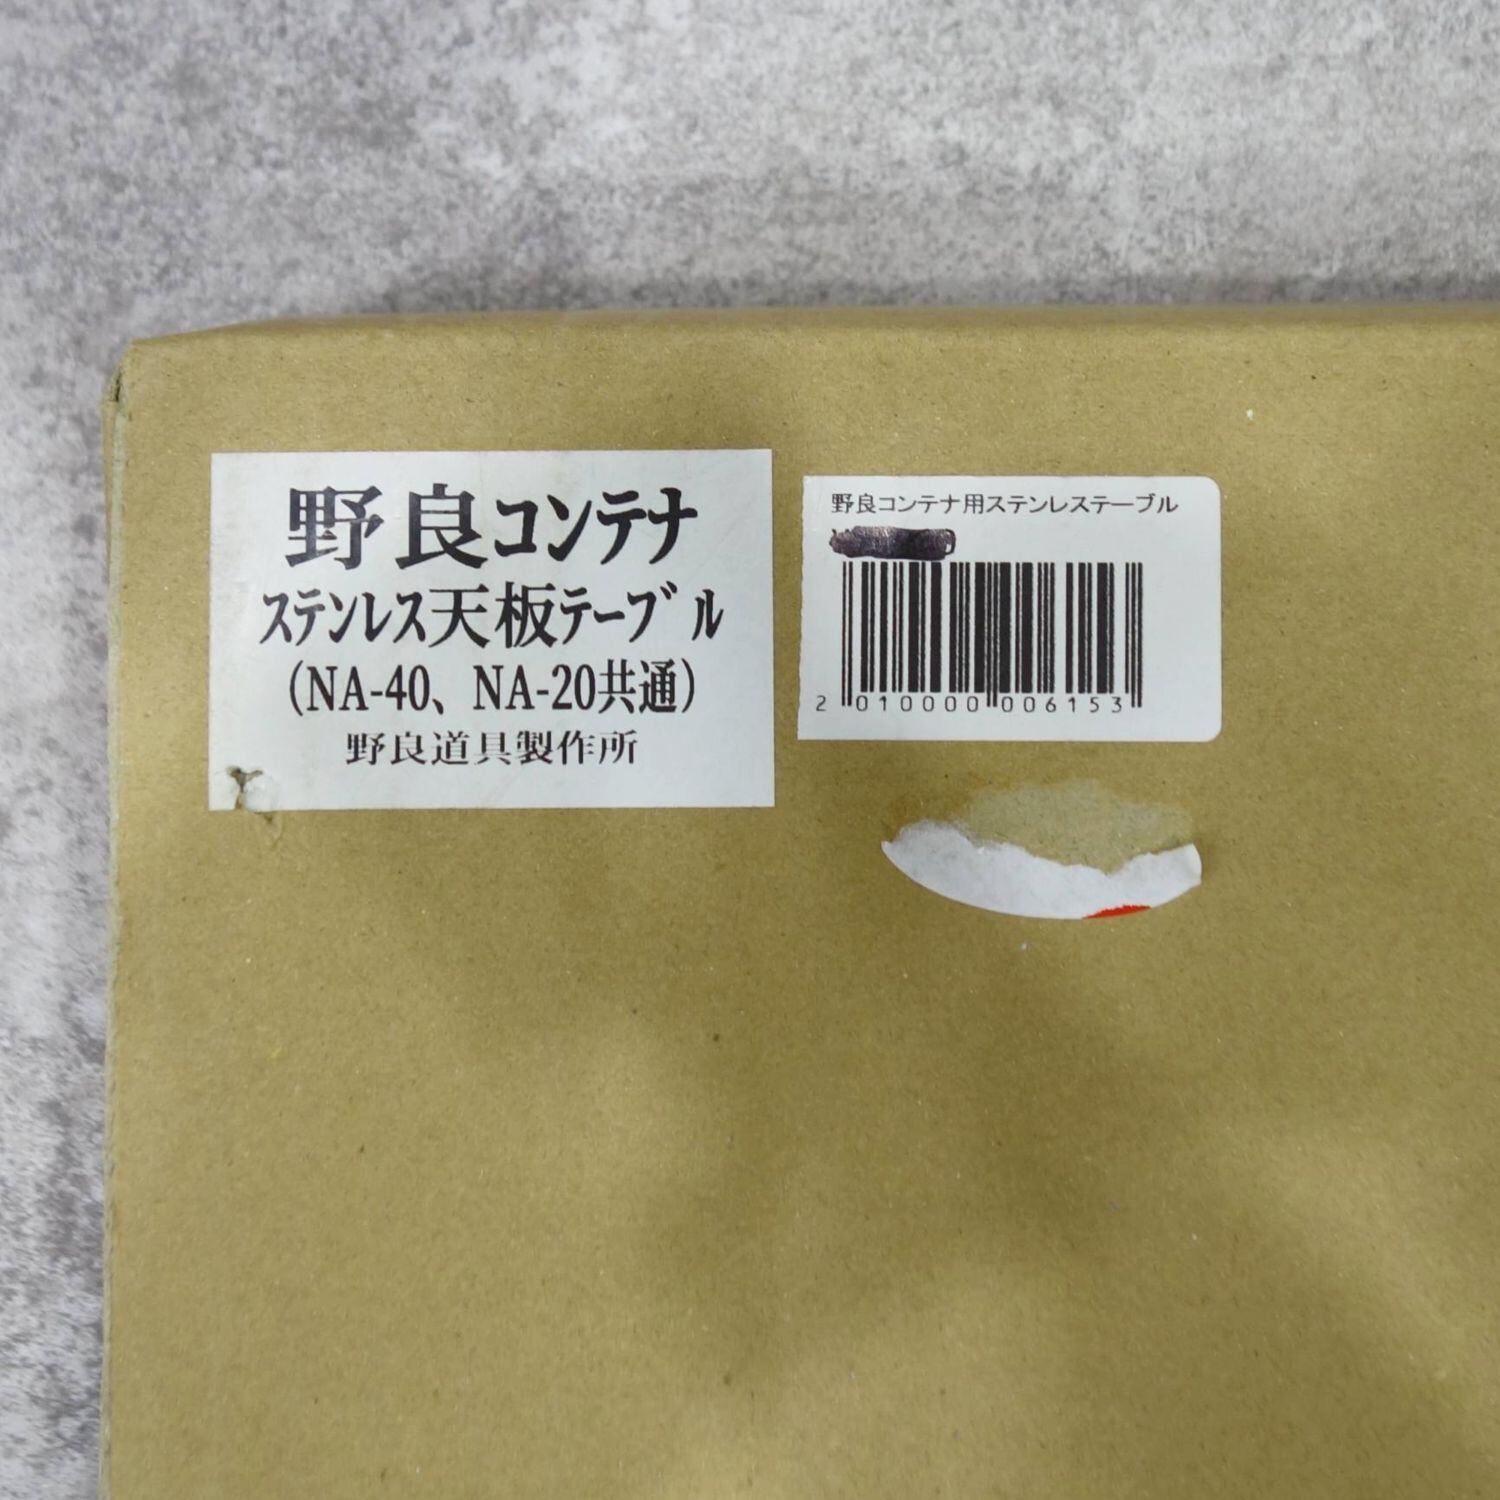 野良コンテナ
ステンレス天板テーブル
（NA-40、NA-20共通）
野良道具製作所
野良コンテナ用ステンレステーブル
2 010000 006153